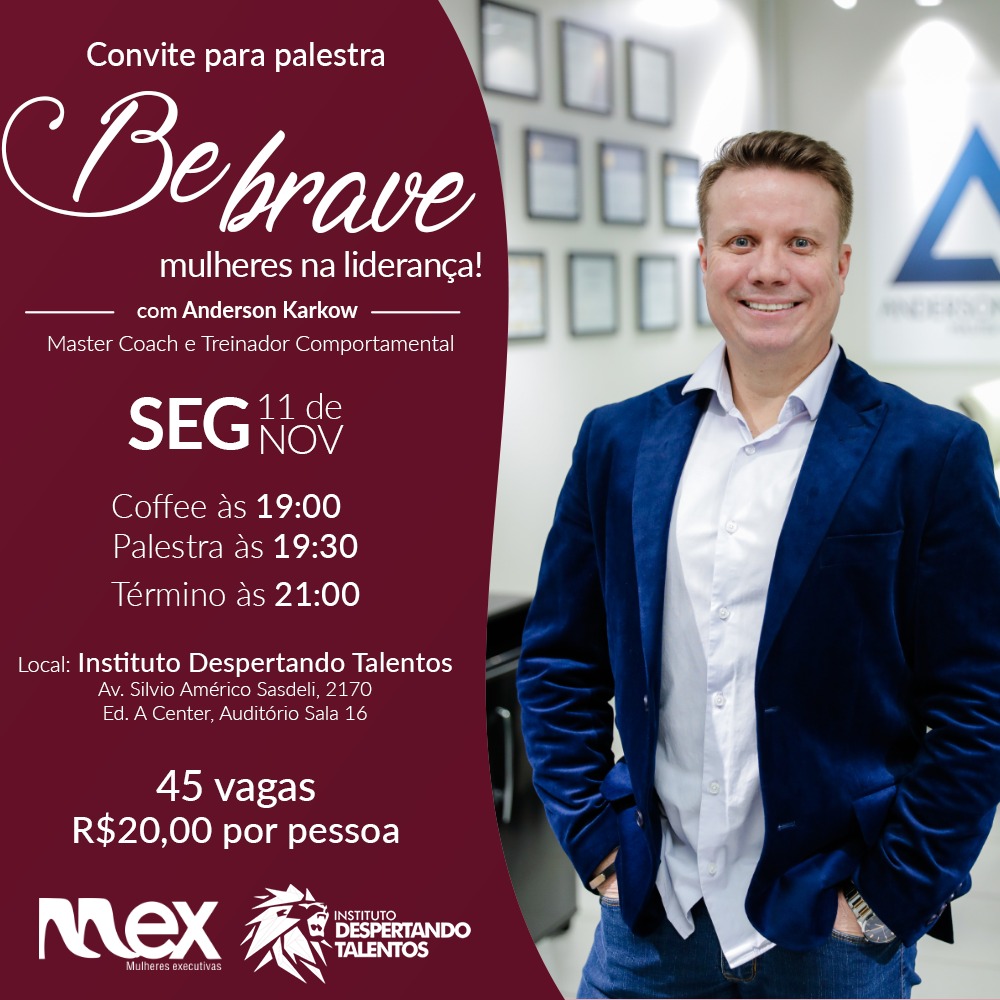 Convite para palestra
Be brave
mulheres na liderança!
com Anderson Karkow
Master Coach e Treinador Comportamental
SEG 11 de
NOV
Coffee às 19:00
Palestra às 19:30
Término às 21:00
Local: Instituto Despertando Talentos
Av. Silvio Américo Sasdeli, 2170
Ed. A Center, Auditório Sala 16
45 vagas
R$20,00 por pessoa
Mex
Mulheres executivas
INSTITUTO
DESPERTANDO
TALENTOS
ANDERSON